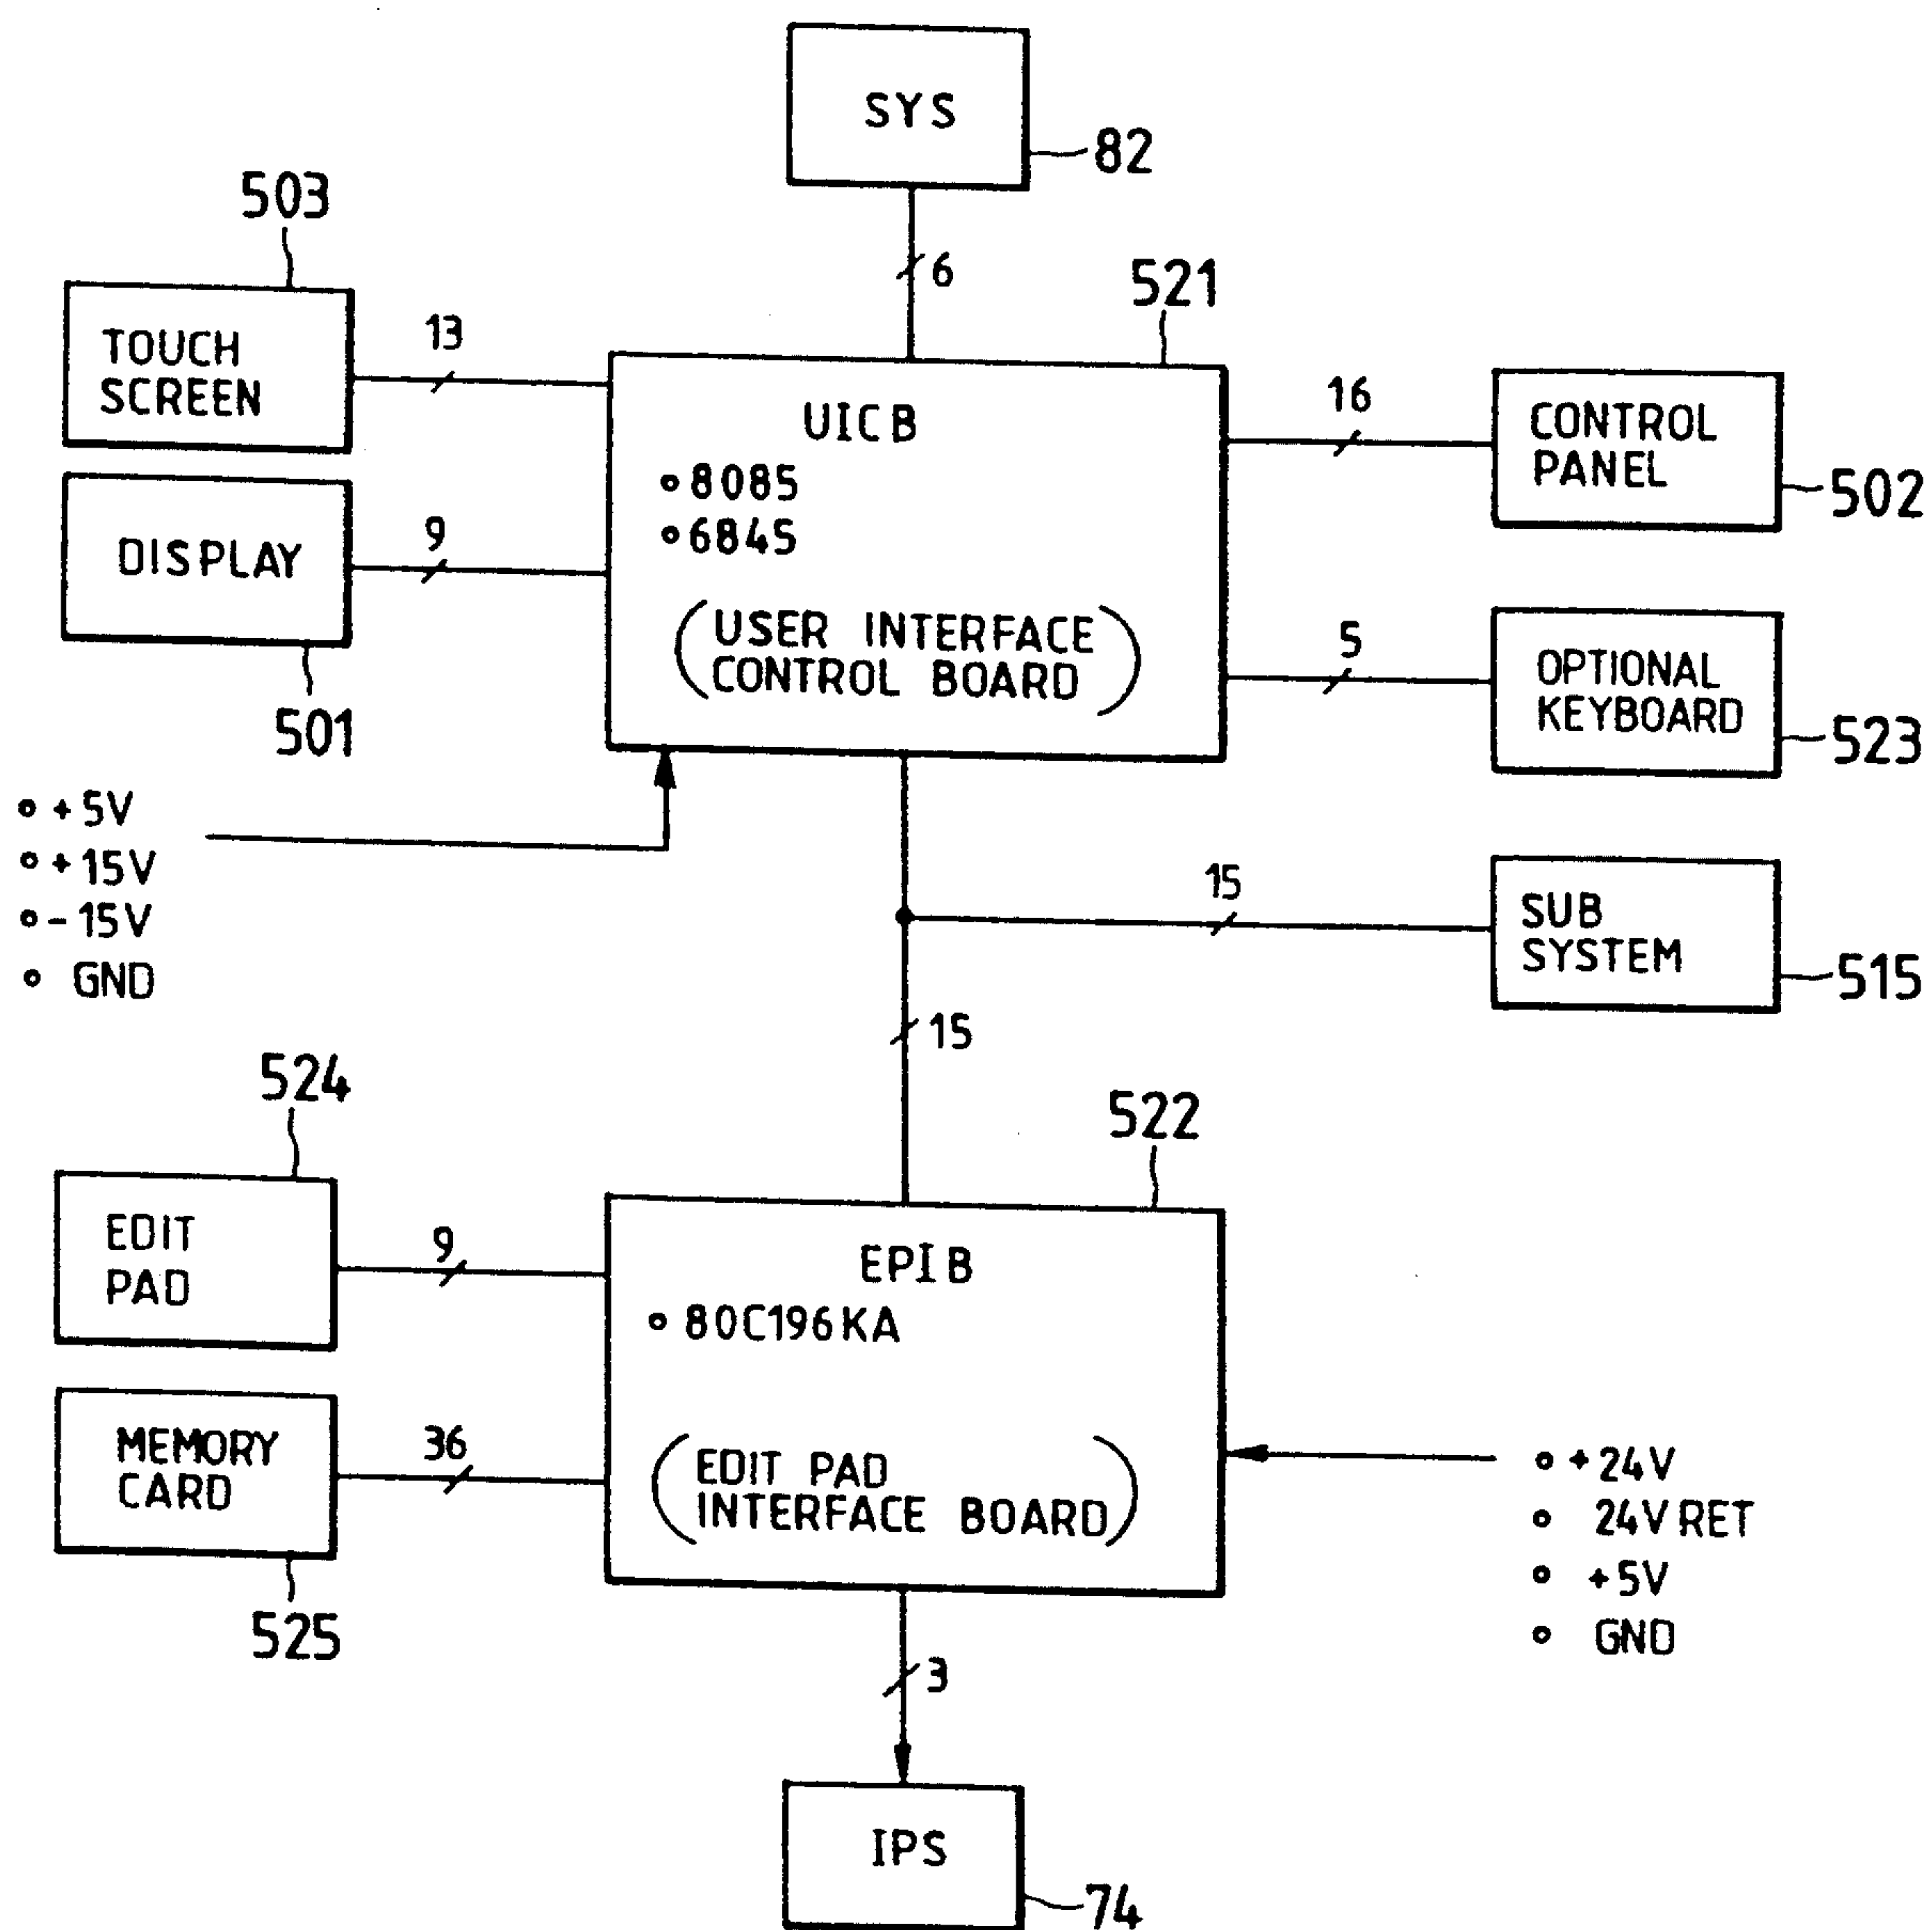 SYS
82
503
6
521
TOUCH
SCREEN
13
UICB
16
CONTROL
PANEL
502
8085
6845
DISPLAY
9
501
(USER INTERFACE
CONTROL BOARD)
5
OPTIONAL
KEYBOARD
523
+5V
+15V
-15V
GND
15
SUB
SYSTEM
515
15
524
522
EDIT
PAD
9
EPIB
80C196KA
MEMORY
CARD
36
525
(EDIT PAD
INTERFACE BOARD)
+24V
24V RET
+5V
GND
3
IPS
74